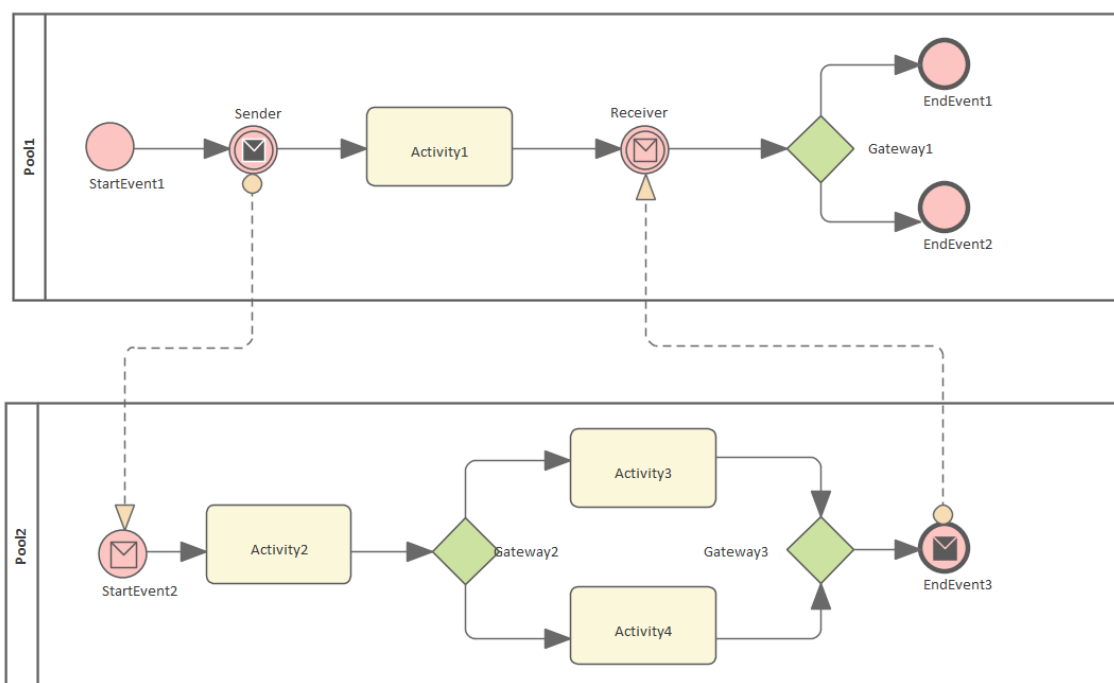 Pool1
Sender
Receiver
StartEvent1
Activity1
Gateway1
EndEvent1
EndEvent2
Pool2
StartEvent2
Activity2
Gateway2
Activity3
Activity4
Gateway3
EndEvent3